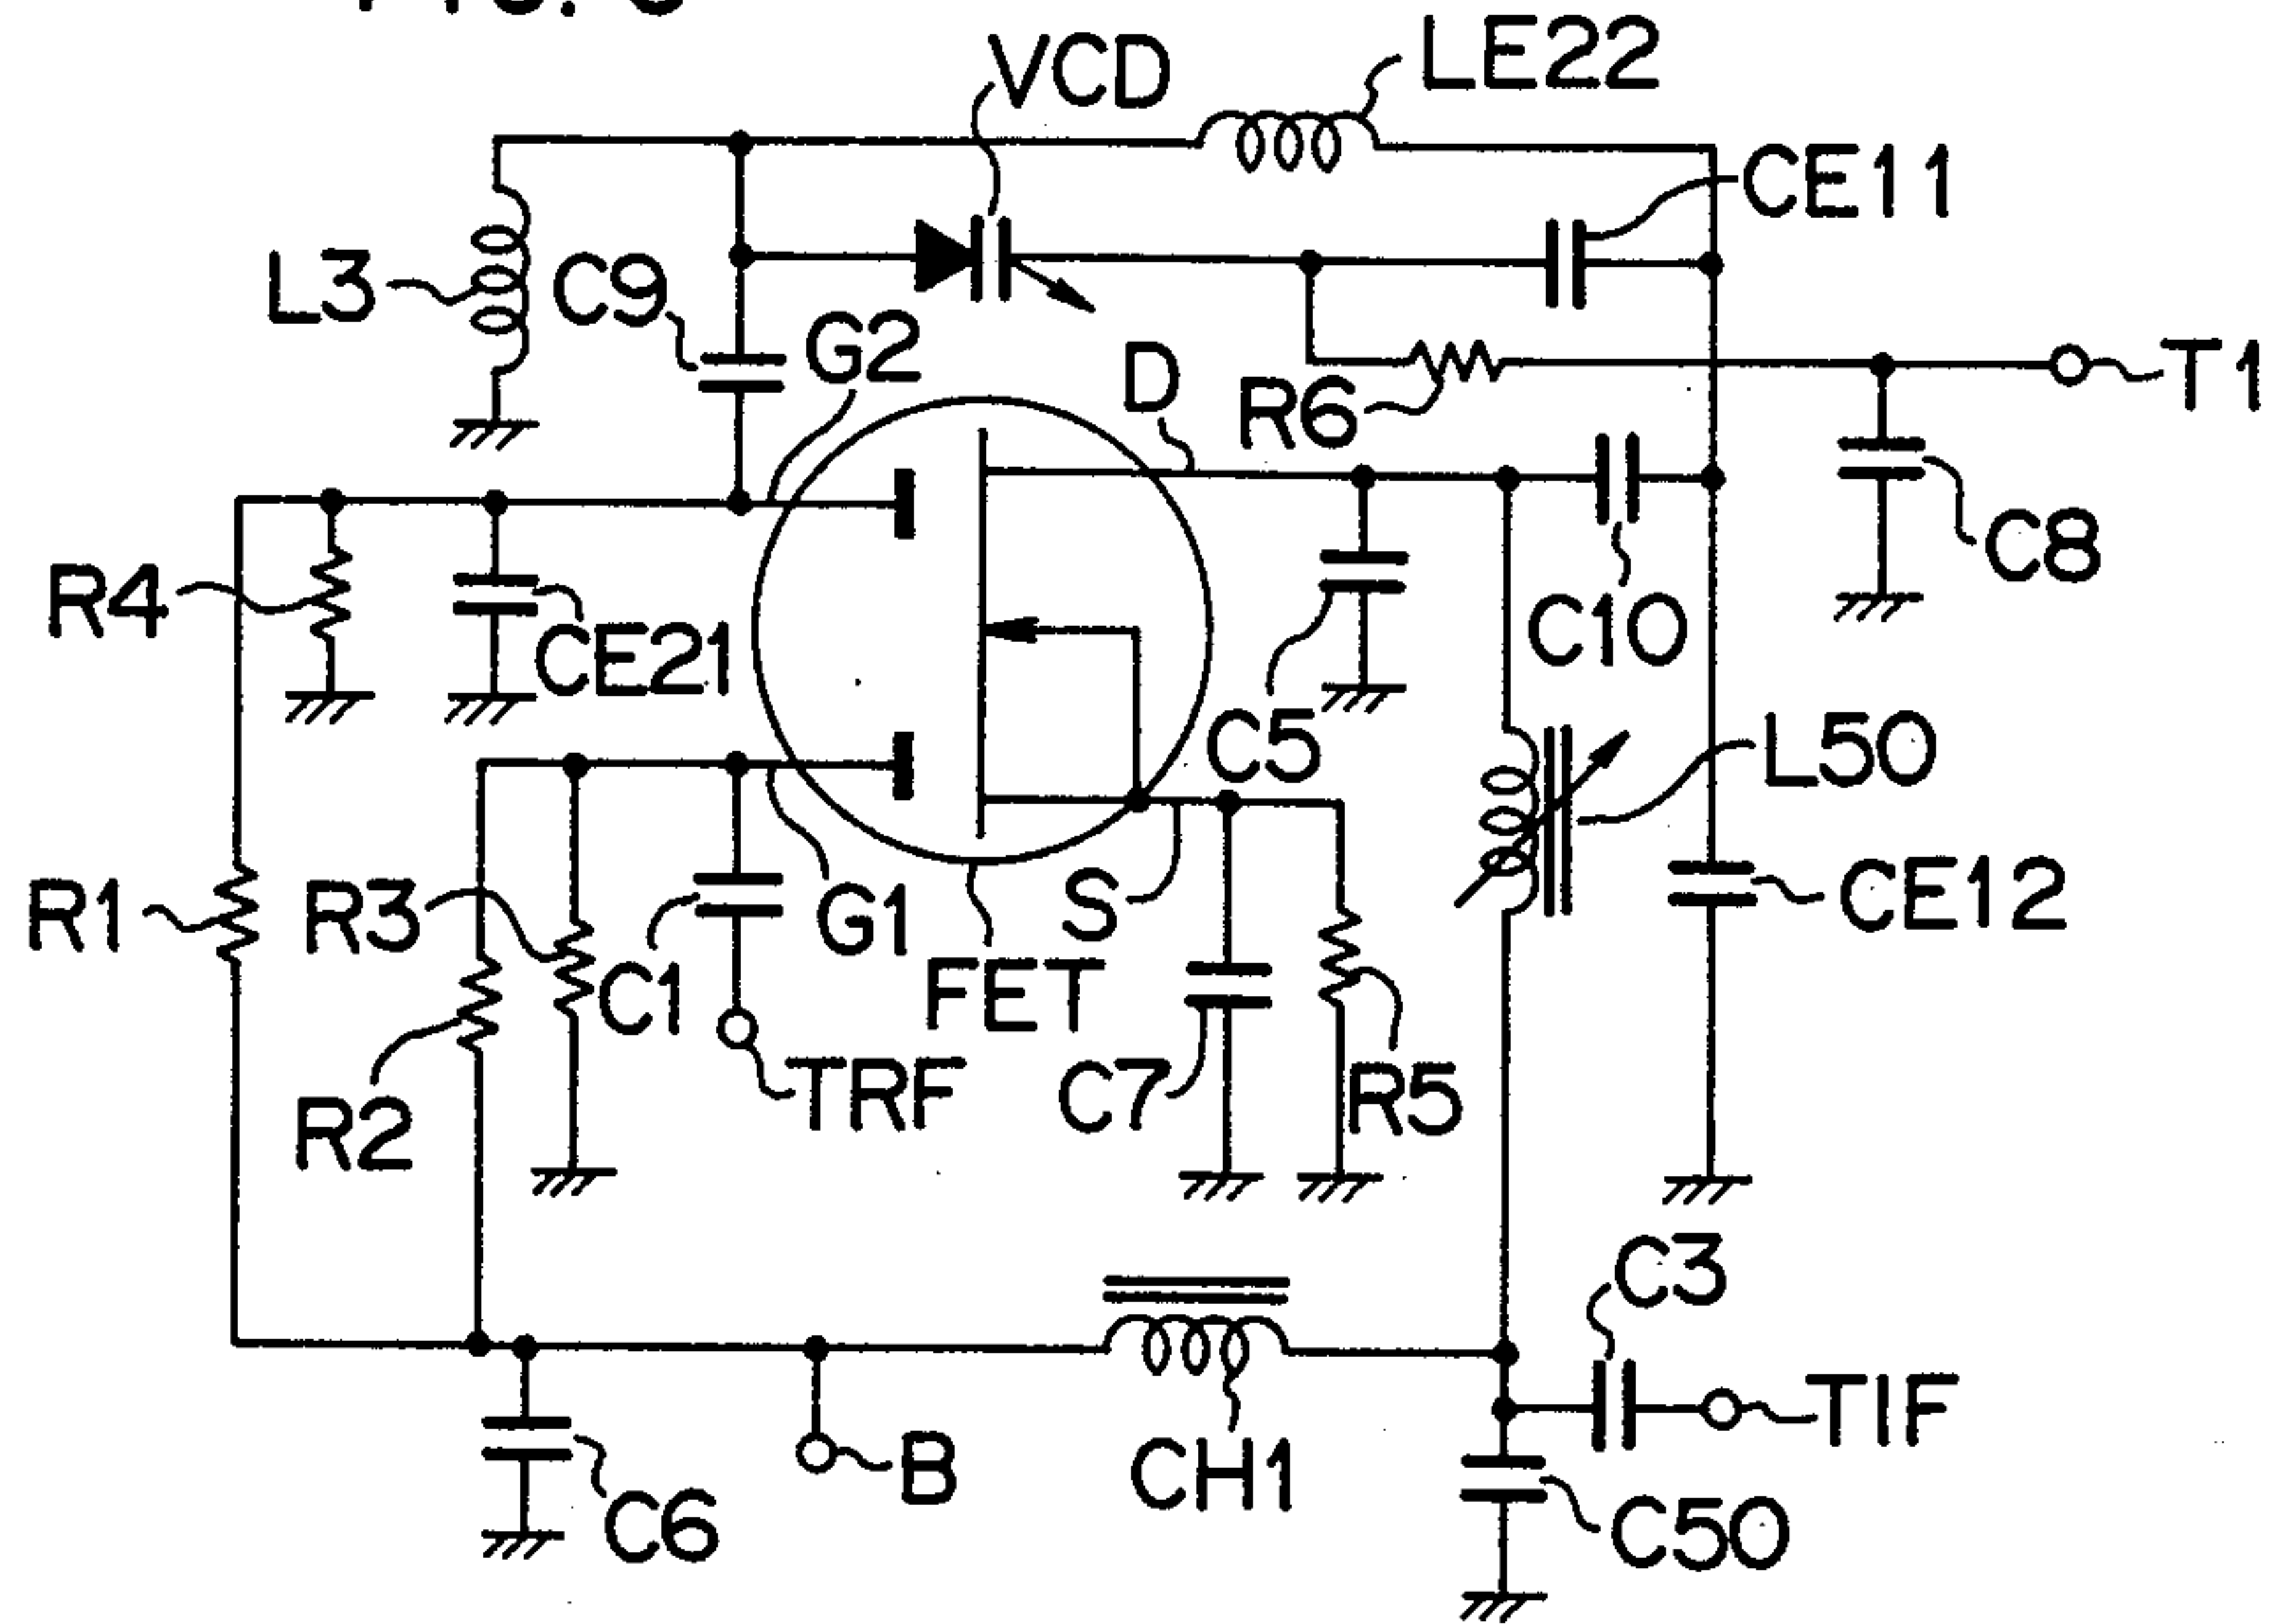 VCD
LE22
CE11
L3
C9
G2
D
R6
T1
C8
R4
CE21
C10
C5
L50
R1
R3
C1
G1
S
CE12
FET
R2
TRF
C7
R5
C3
TIF
B
CH1
C6
C50